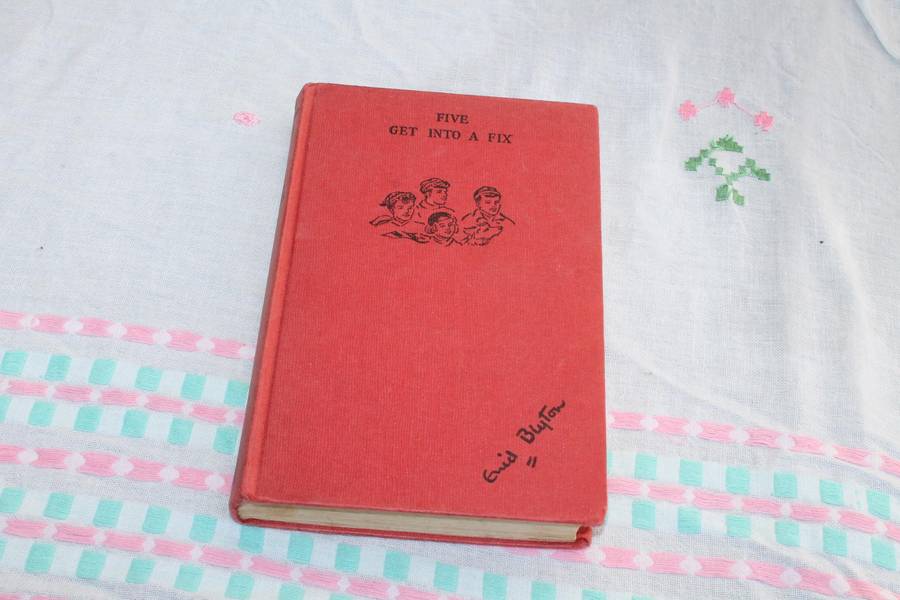 FIVE
GET INTO A FIX
Enid Blyton